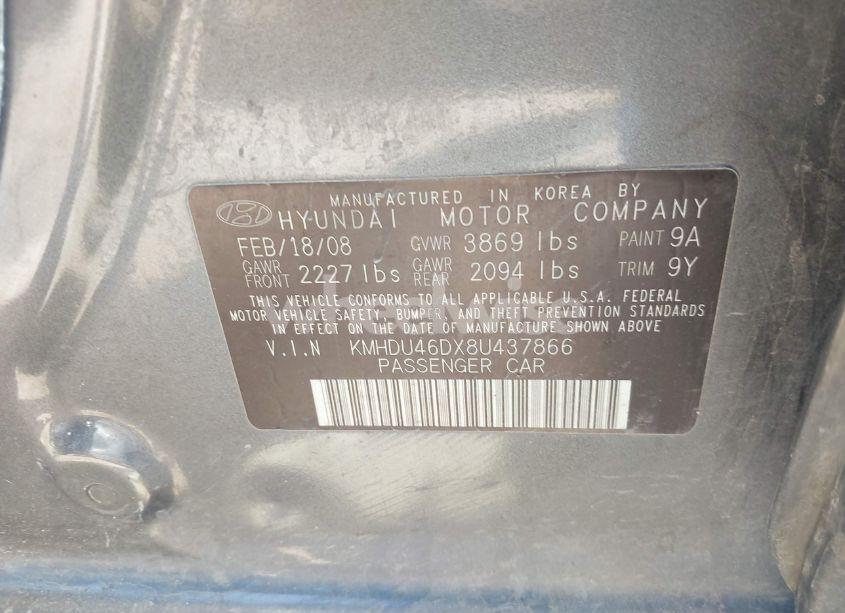 MANUFACTURED IN KOREA BY
HYUNDAI MOTOR COMPANY
FEB/18/08 GVWR 3869 lbs PAINT 9A
GAWR FRONT 2227 lbs GAWR REAR 2094 lbs TRIM 9Y
THIS VEHICLE CONFORMS TO ALL APPLICABLE U.S.A. FEDERAL
MOTOR VEHICLE SAFETY, BUMPER, AND THEFT PREVENTION STANDARDS
IN EFFECT ON THE DATE OF MANUFACTURE SHOWN ABOVE
V.I.N KMHDU46DX8U437866
PASSENGER CAR